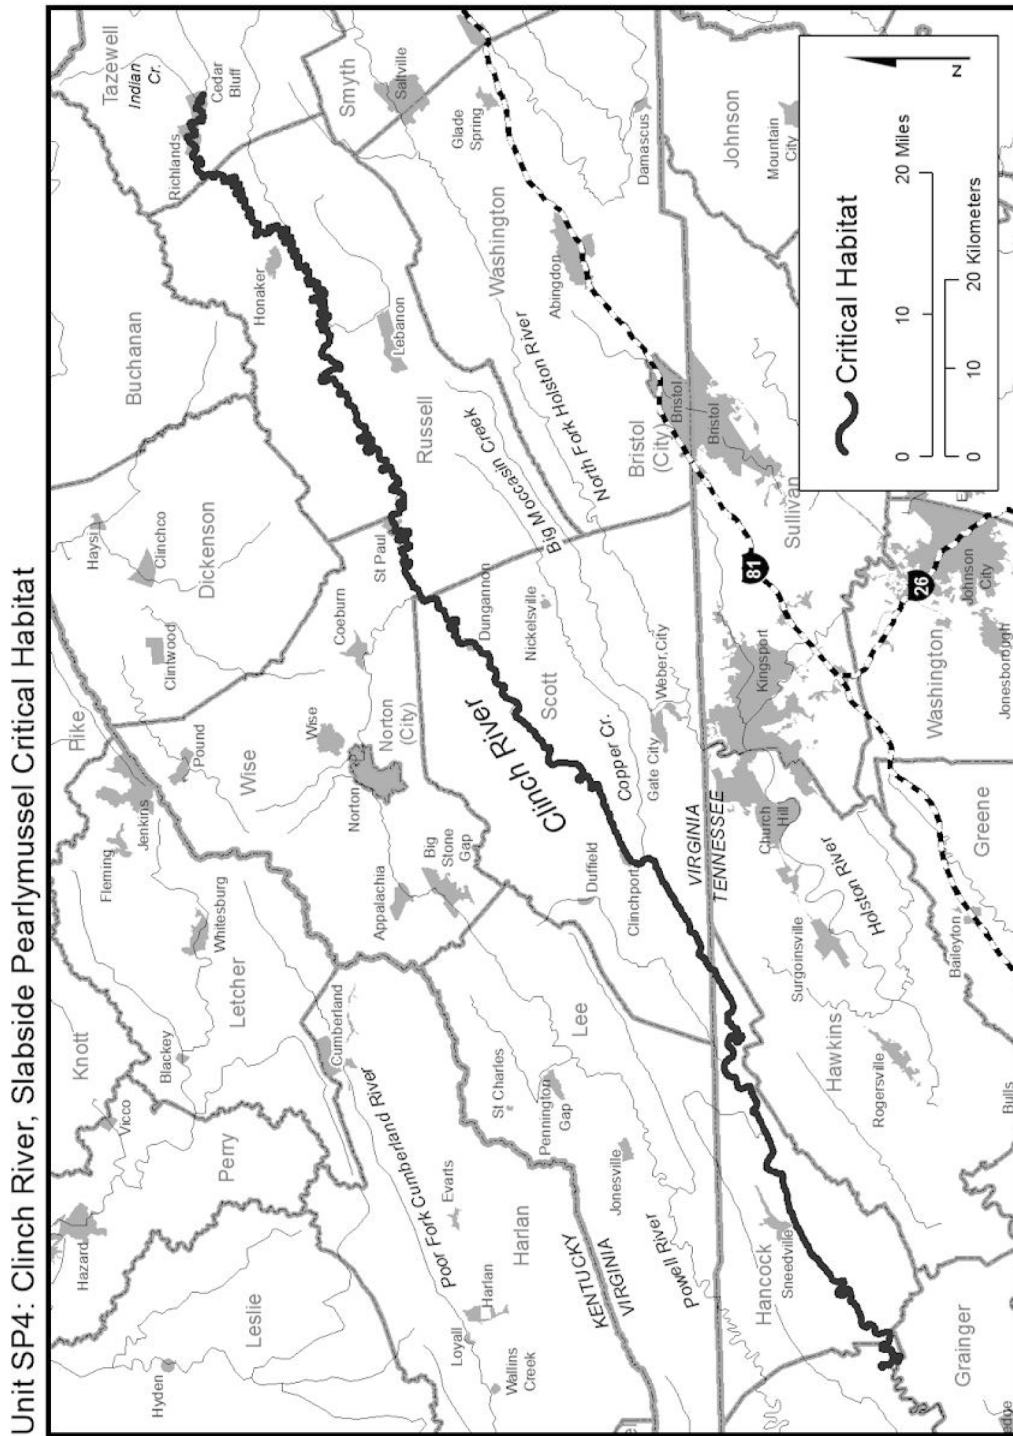 Unit SP4: Clinch River, Slabside Pearlymussel Critical Habitat
Hazard
Vicco
Knott
Pike
Perry
Blackey
Letcher
Whitesburg
Fleming
Jenkins
Pound
Clintwood
Haysi
Clinchco
Dickenson
Buchanan
Richlands
Tazewell
Indian
Cr.
Cedar
Bluff
Hyden
Leslie
Cumberland
Poor Fork Cumberland River
Evarts
Harlan
Harlan
Loyall
Wallins
Creek
Wise
Wise
Norton
Norton
(City)
Coeburn
St Paul
Appalachia
Big
Stone
Gap
Honaker
Lebanon
Russell
Smyth
Saltville
Glade
Spring
KENTUCKY
VIRGINIA
St Charles
Pennington
Gap
Lee
Jonesville
Powell River
Duffield
Clinchport
Clinch River
Dungannon
Nickelsville
Scott
Copper Cr.
Big Moccasin Creek
North Fork Holston River
Washington
Abingdon
Damascus
Gate City
Weber City
VIRGINIA
TENNESSEE
Bristol
(City)
Bristol
Bristol
Hancock
Sneedville
Church
Hill
Kingsport
81
Sullivan
Johnson
Mountain
City
Surgoinsville
Holston River
Hawkins
Rogersville
26
Johnson
City
Washington
Jonesborough
Greene
Baileyton
Bulls
Grainger
Critical Habitat
0 10 20 Miles
0 10 20 Kilometers
N